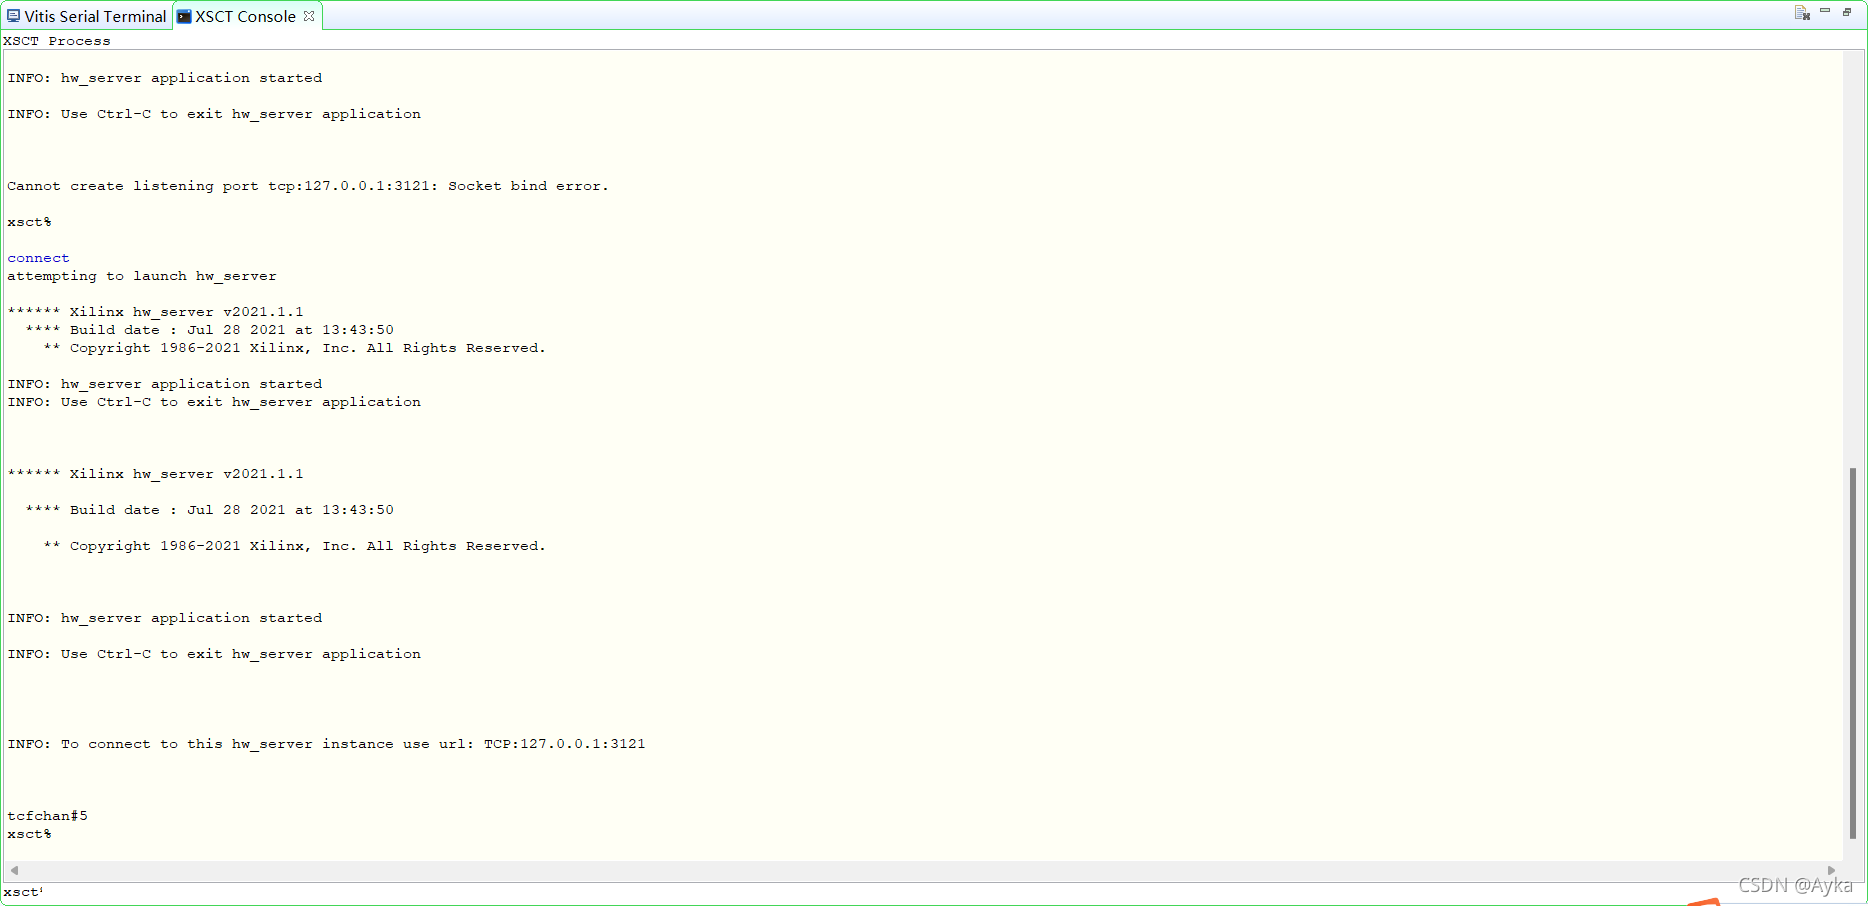 Vitis Serial Terminal XSCT Console
XSCT Process
INFO: hw_server application started
INFO: Use Ctrl-C to exit hw_server application
Cannot create listening port tcp:127.0.0.1:3121: Socket bind error.
xsct%
connect
attempting to launch hw_server
****** Xilinx hw_server v2021.1.1
**** Build date : Jul 28 2021 at 13:43:50
** Copyright 1986-2021 Xilinx, Inc. All Rights Reserved.
INFO: hw_server application started
INFO: Use Ctrl-C to exit hw_server application
****** Xilinx hw_server v2021.1.1
**** Build date : Jul 28 2021 at 13:43:50
** Copyright 1986-2021 Xilinx, Inc. All Rights Reserved.
INFO: hw_server application started
INFO: Use Ctrl-C to exit hw_server application
INFO: To connect to this hw_server instance use url: TCP:127.0.0.1:3121
tcfchan#5
xsct%
xsct
CSDN @Ayka